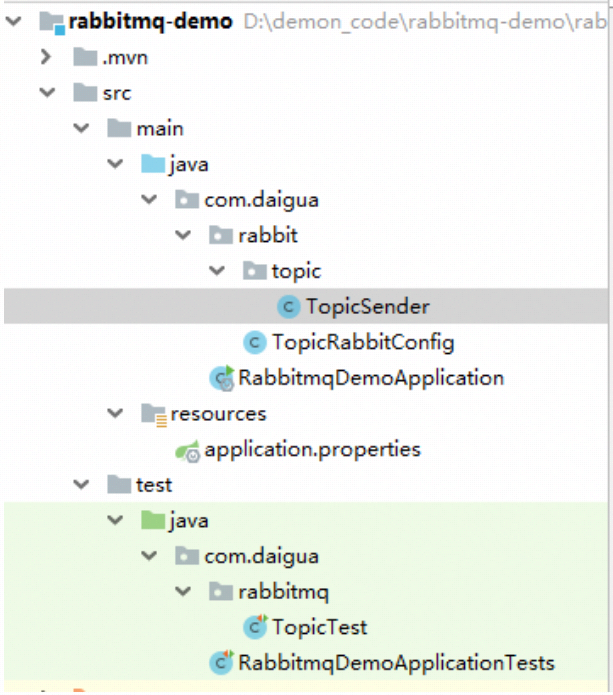 rabbitmq-demo D:\demon_code\rabbitmq-demo\rab
.mvn
src
main
java
com.daigua
rabbit
topic
TopicSender
TopicRabbitConfig
RabbitmqDemoApplication
resources
application.properties
test
java
com.daigua
rabbitmq
TopicTest
RabbitmqDemoApplicationTests